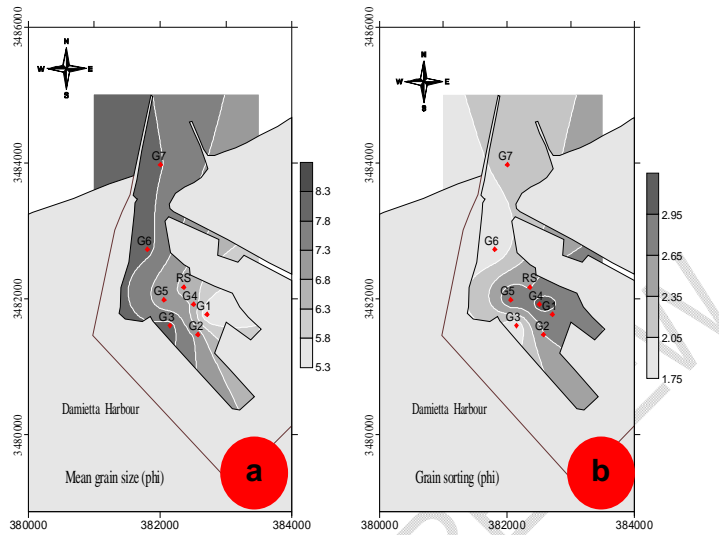 3486000
3484000
3482000
3480000
N
W E
S
G7
G6
RS
G5
G4
G1
G3
G2
Damietta Harbour
Mean grain size (phi)
a
8.3
7.8
7.3
6.8
6.3
5.8
5.3
380000 382000 384000
3486000
3484000
3482000
3480000
N
W E
S
G7
G6
RS
G5
G4
G1
G3
G2
Damietta Harbour
Grain sorting (phi)
b
2.95
2.65
2.35
2.05
1.75
380000 382000 384000